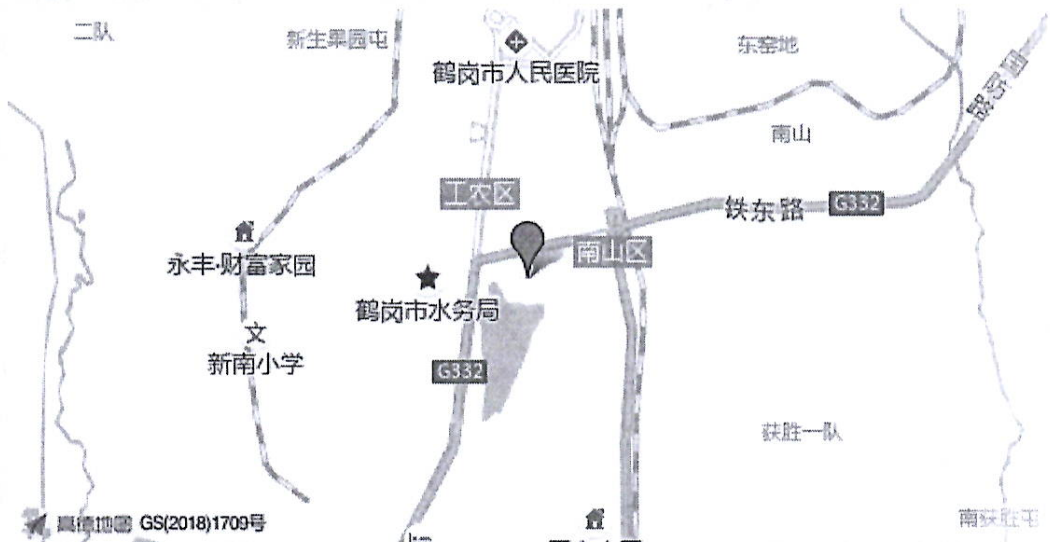 二队
新生果园屯
东窑地
鹤岗市人民医院
国防路
南山
工农区
铁东路 G332
南山区
永丰·财富家园
鹤岗市水务局
文
新南小学
G332
获胜一队
高德地图 GS(2018)1709号
南获胜屯